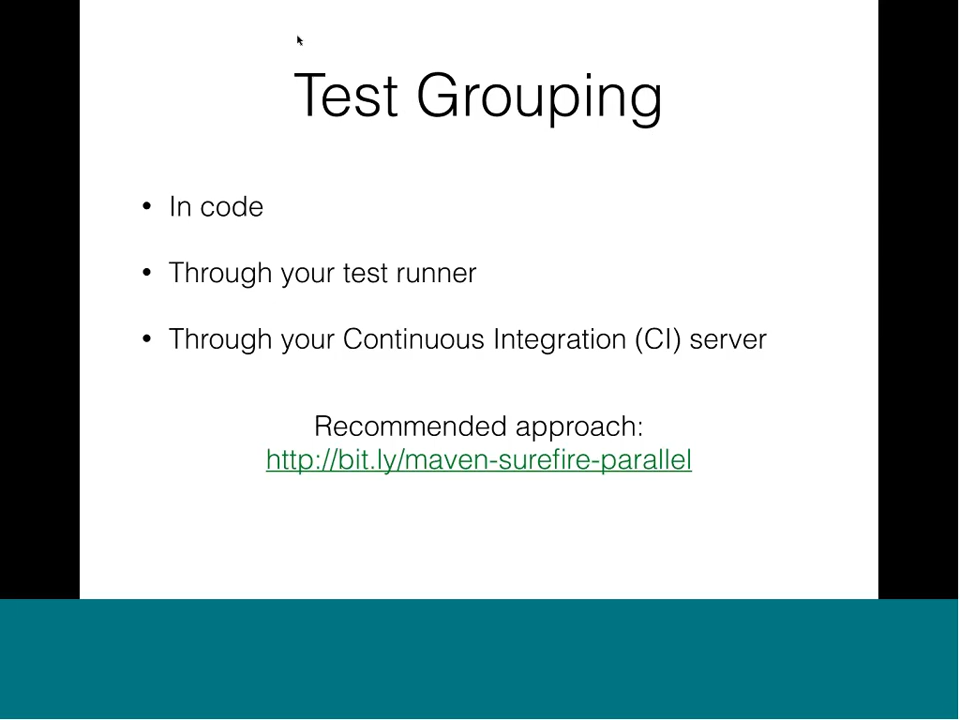 Test Grouping
• In code
• Through your test runner
• Through your Continuous Integration (CI) server
Recommended approach:
http://bit.ly/maven-surefire-parallel